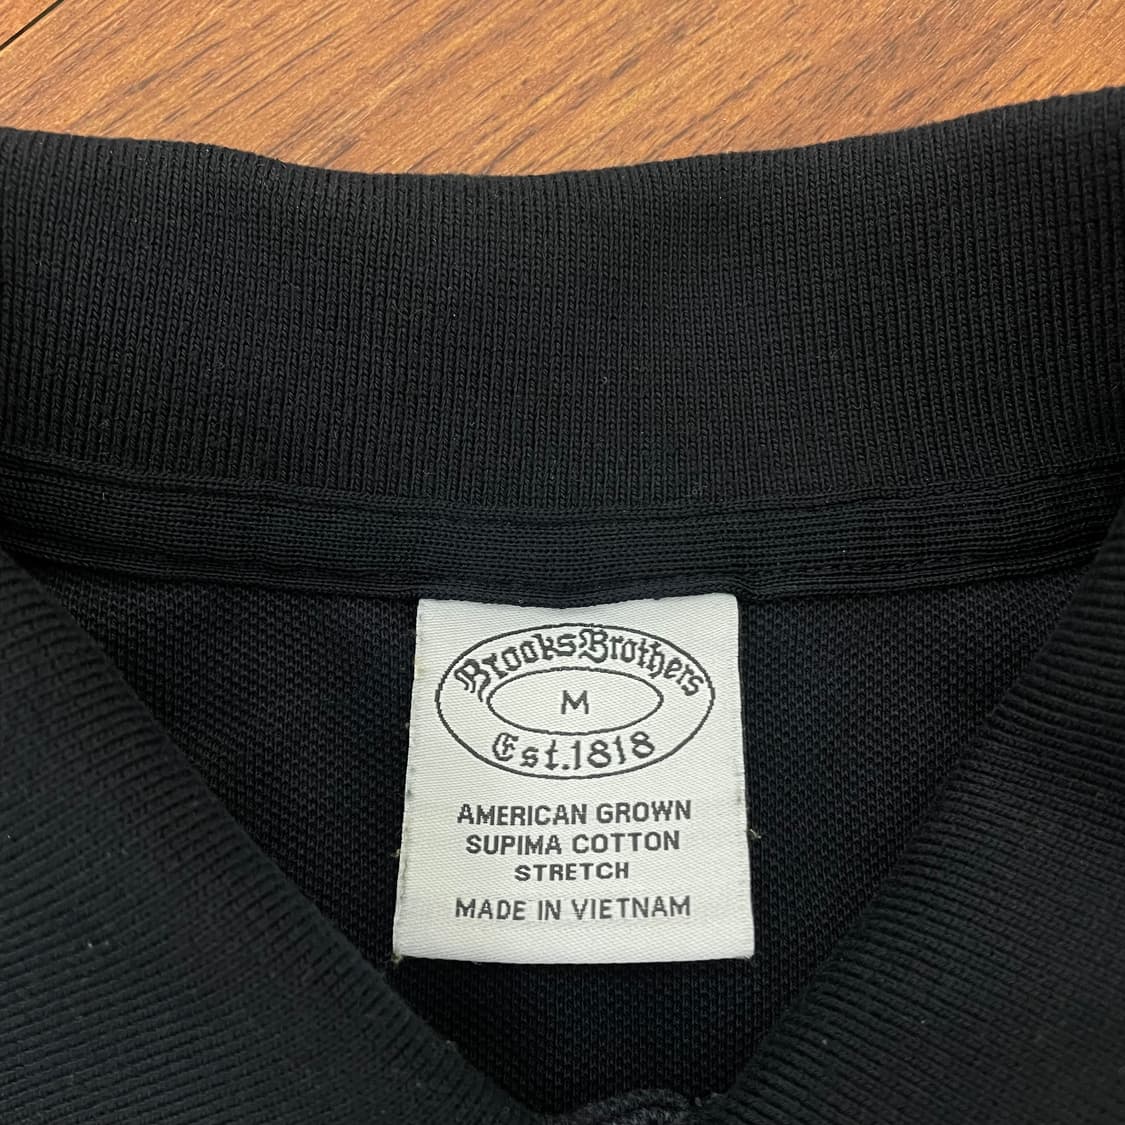 BrooksBrothers
M
Est.1818
AMERICAN GROWN
SUPIMA COTTON
STRETCH
MADE IN VIETNAM